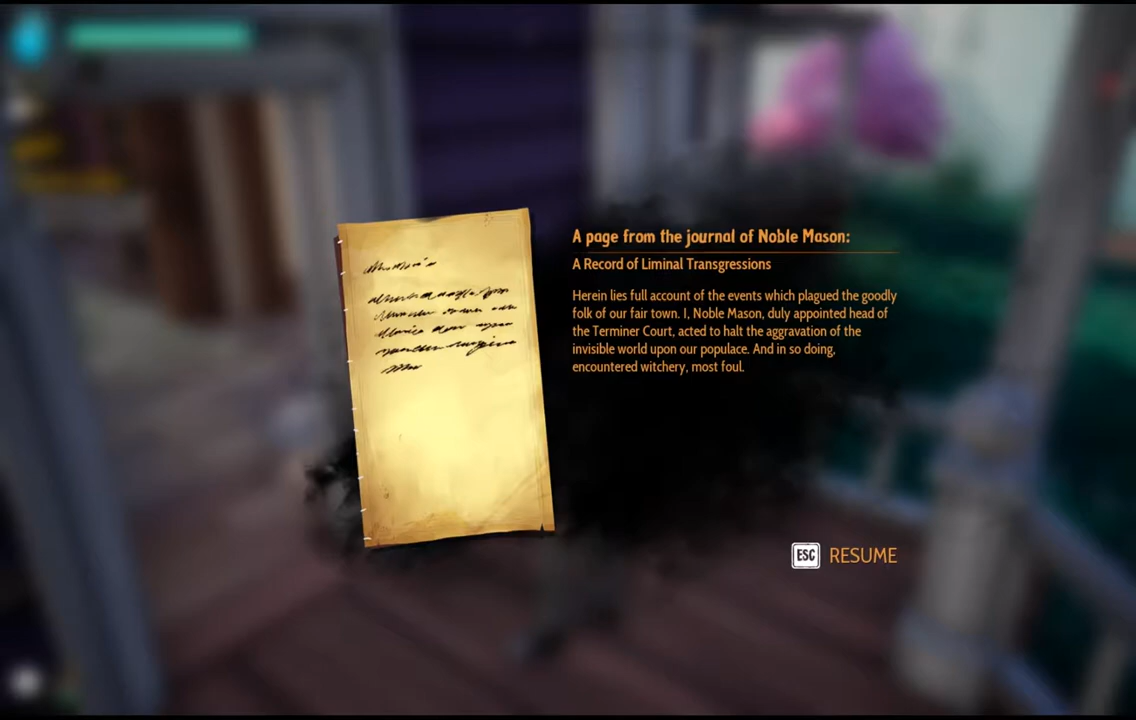 A page from the journal of Noble Mason:
A Record of Liminal Transgressions
Herein lies full account of the events which plagued the goodly
folk of our fair town. I, Noble Mason, duly appointed head of
the Terminer Court, acted to halt the aggravation of the
invisible world upon our populace. And in so doing,
encountered witchery, most foul.
ESC RESUME